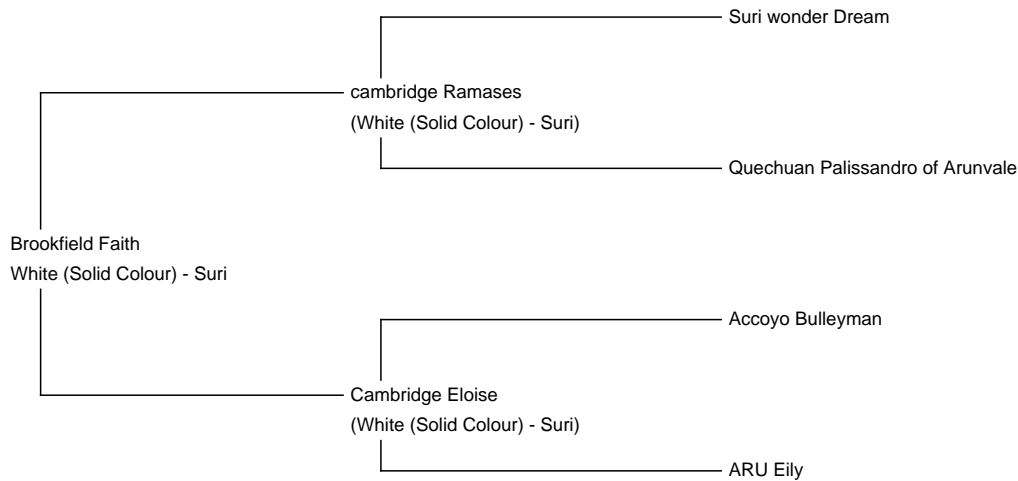 Suri wonder Dream
cambridge Ramases
(White (Solid Colour) - Suri)
Quechuan Palissandro of Arunvale
Brookfield Faith
White (Solid Colour) - Suri
Accoyo Bulleyman
Cambridge Eloise
(White (Solid Colour) - Suri)
ARU Eily